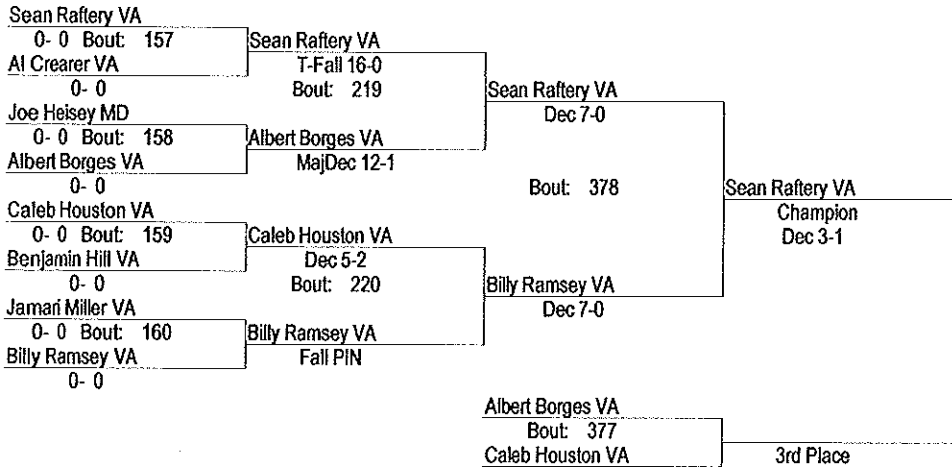 Sean Raftery VA
0- 0 Bout: 157
Al Crearer VA
0- 0
Joe Heisey MD
0- 0 Bout: 158
Albert Borges VA
0- 0
Caleb Houston VA
0- 0 Bout: 159
Benjamin Hill VA
0- 0
Jamari Miller VA
0- 0 Bout: 160
Billy Ramsey VA
0- 0
Sean Raftery VA
T-Fall 16-0
Bout: 219
Albert Borges VA
MajDec 12-1
Caleb Houston VA
Dec 5-2
Bout: 220
Billy Ramsey VA
Fall PIN
Sean Raftery VA
Dec 7-0
Bout: 378
Billy Ramsey VA
Dec 7-0
Sean Raftery VA
Champion
Dec 3-1
Albert Borges VA
Bout: 377
Caleb Houston VA
3rd Place